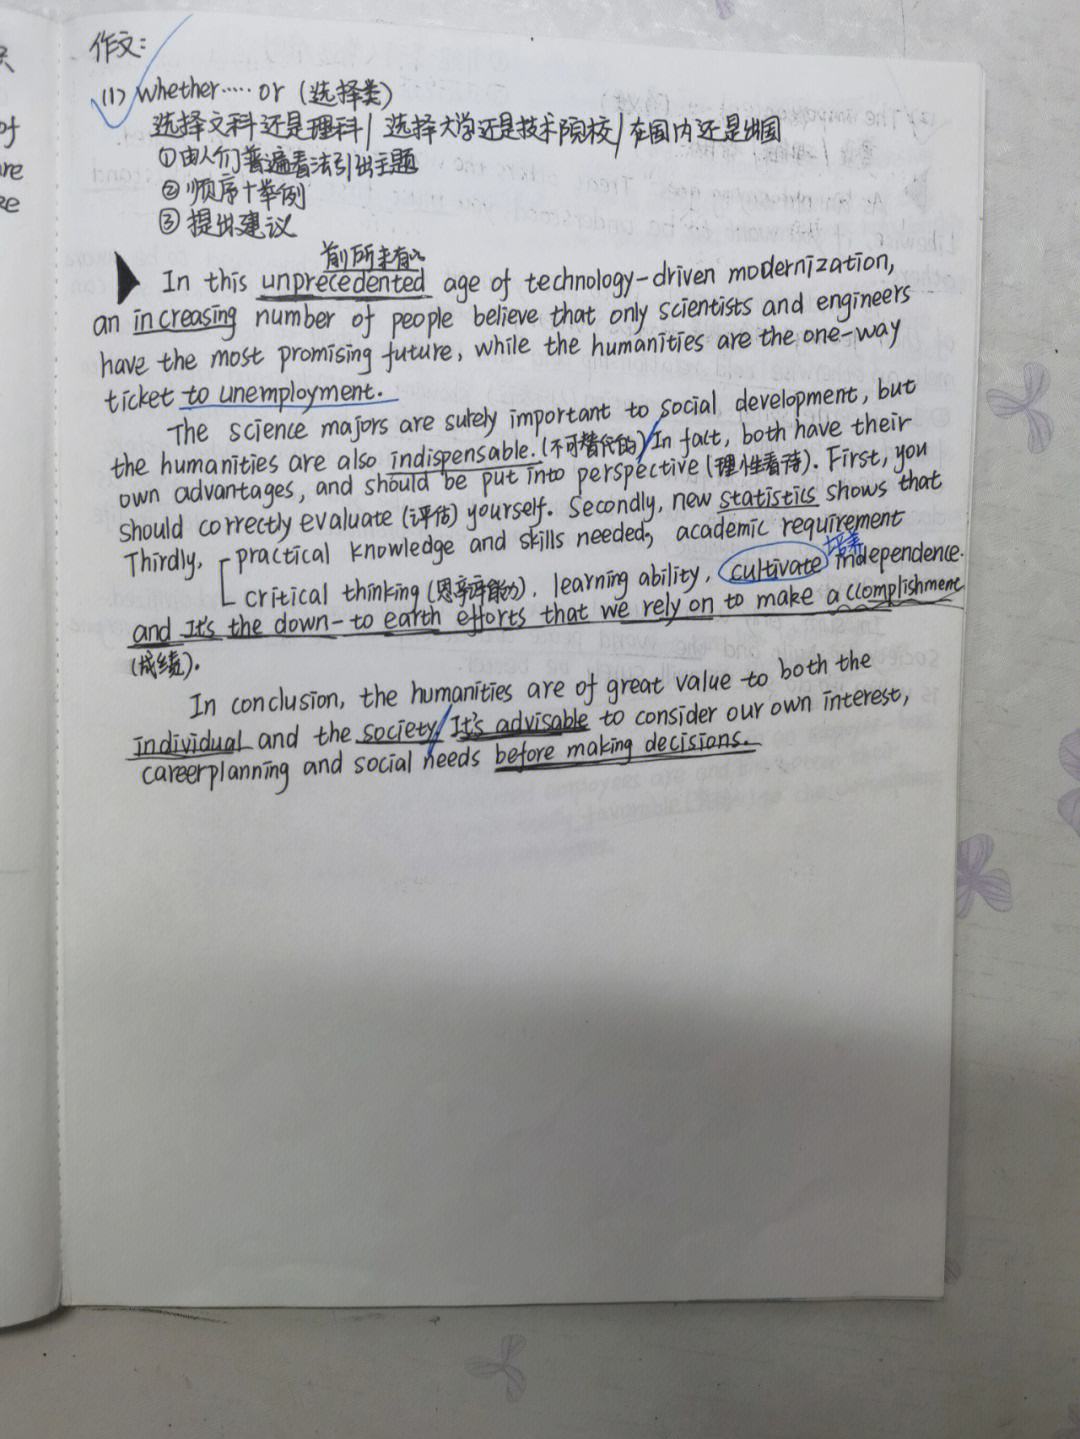 of
作文:
(1) whether…… or (选择类)
选择文科还是理科/ 选择大学还是技术院校/ 在国内还是出国
①由人们普遍看法引出主题
②顺序+举例
③提出建议
前所未有的
In this unprecedented age of technology-driven modernization,
an increasing number of people believe that only scientists and engineers
have the most promising future, while the humanities are the one-way
ticket to unemployment.
The science majors are surely important to social development, but
the humanities are also indispensable.(不可替代的)/In fact, both have their
own advantages, and should be put into perspective (理性看待). First, you
should correctly evaluate (评估) yourself. Secondly, new statistics shows that
培养
Thirdly, practical knowledge and skills needed, academic requirement
critical thinking (思辨能力). learning ability, cultivate independence.
and It's the down-to earth efforts that we rely on to make accomplishment
(成绩).
In conclusion, the humanities are of great value to both the
individual and the society/It's advisable to consider our own interest,
careerplanning and social needs before making decisions.